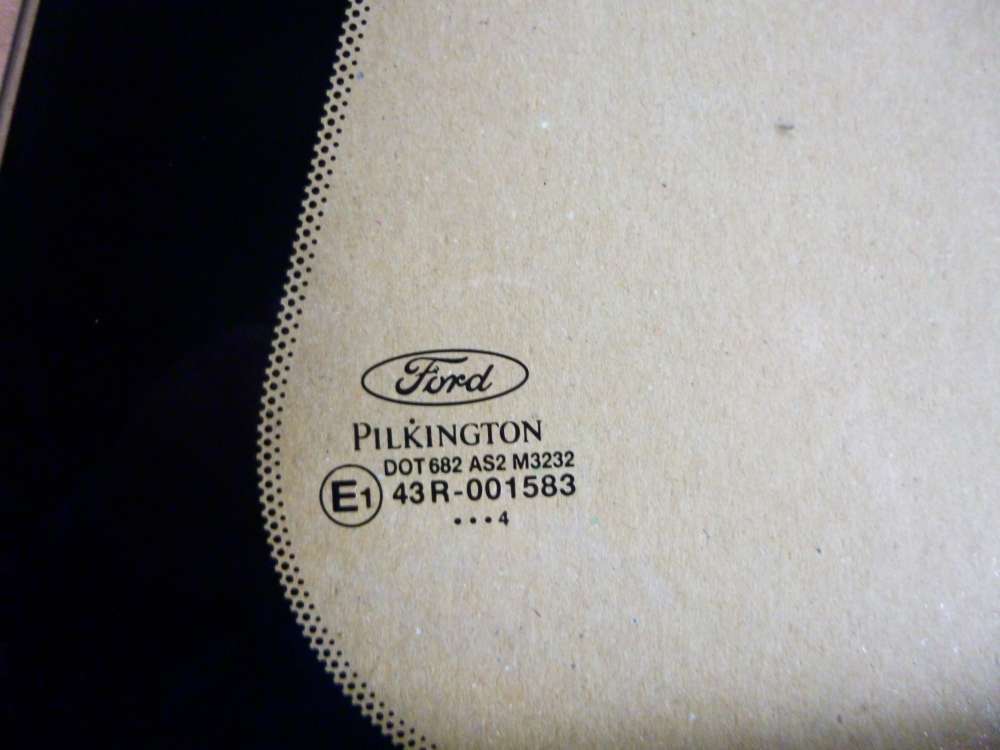 Ford
PILKINGTON
DOT 682 AS2 M3232
E1 43R-001583
•••4